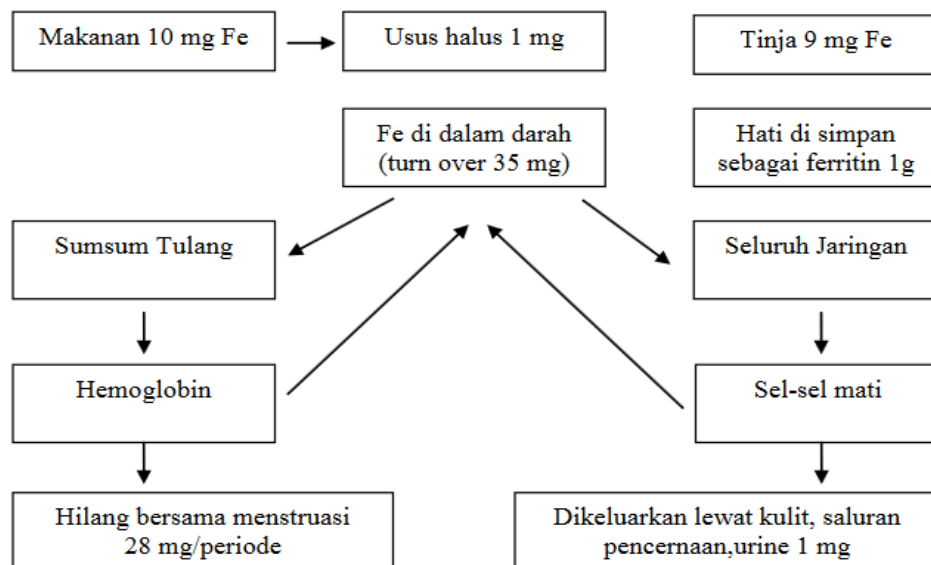 Makanan 10 mg Fe
Usus halus 1 mg
Tinja 9 mg Fe
Fe di dalam darah
(turn over 35 mg)
Hati di simpan
sebagai ferritin 1g
Sumsum Tulang
Seluruh Jaringan
Hemoglobin
Sel-sel mati
Hilang bersama menstruasi
28 mg/periode
Dikeluarkan lewat kulit, saluran
pencernaan,urine 1 mg